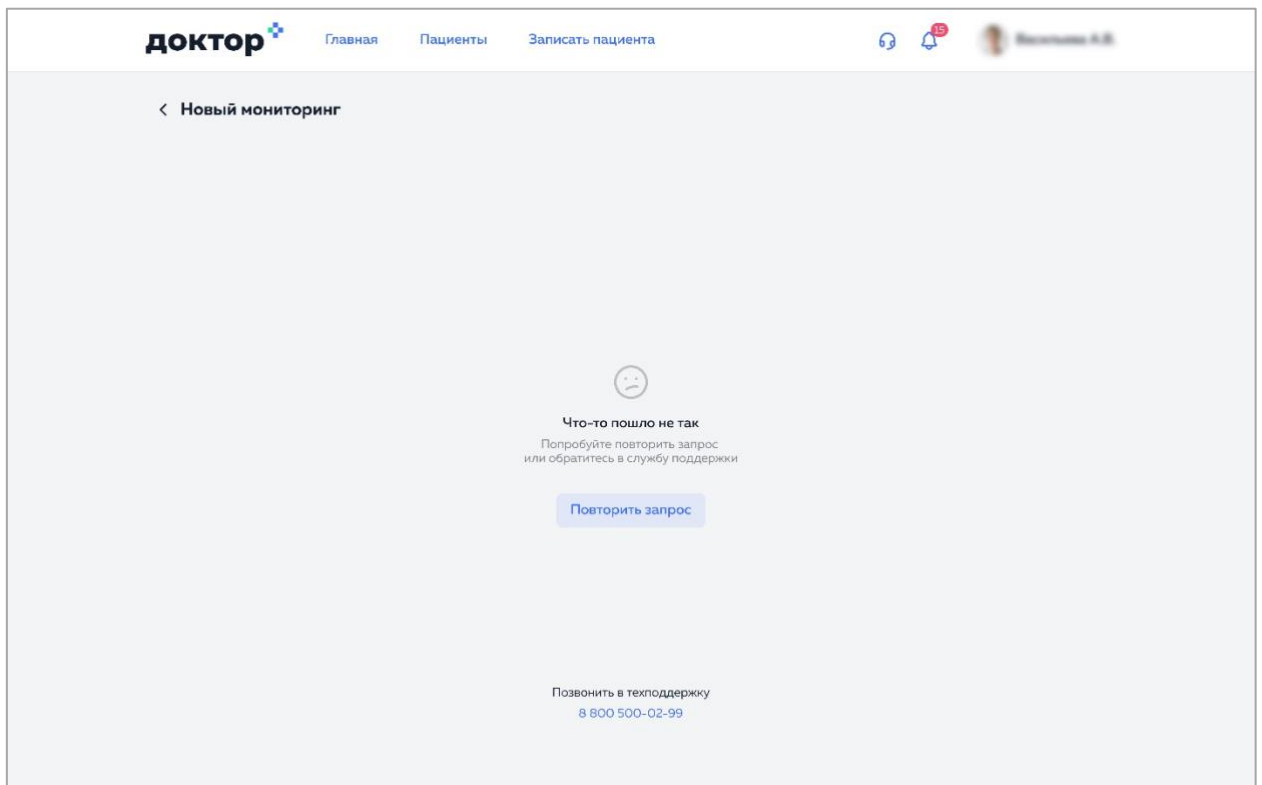 доктор
Главная
Пациенты
Записать пациента
15
Новый мониторинг
Что-то пошло не так
Попробуйте повторить запрос
или обратитесь в службу поддержки
Повторить запрос
Позвонить в техподдержку
8 800 500-02-99